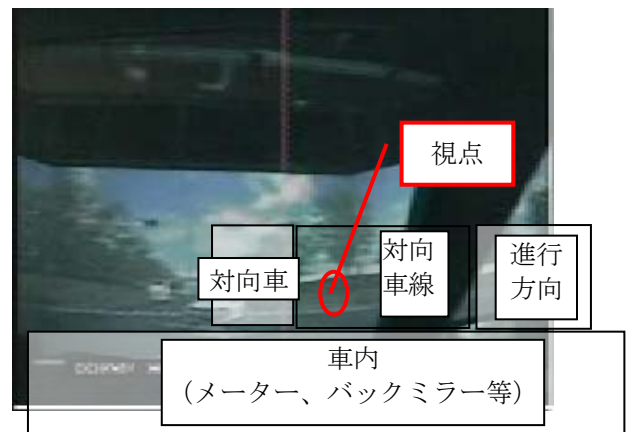 視点
対向車
対向
車線
進行
方向
車内
（メーター、バックミラー等）